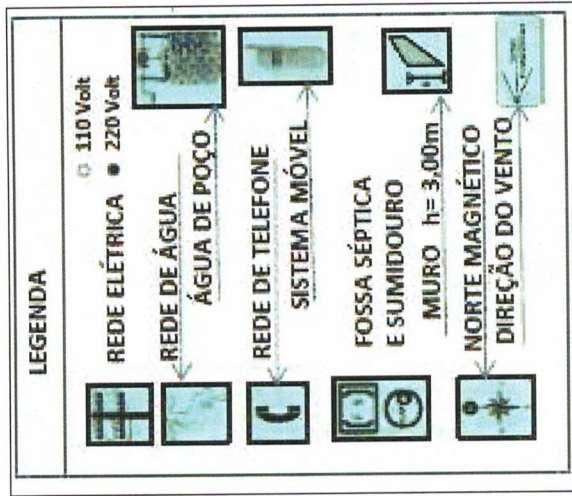 LEGENDA
REDE ELÉTRICA
110 Volt
220 Volt
REDE DE ÁGUA
ÁGUA DE POÇO
REDE DE TELEFONE
SISTEMA MÓVEL
FOSSA SÉPTICA
E SUMIDOURO
MURO h= 3,00m
NORTE MAGNÉTICO
DIREÇÃO DO VENTO